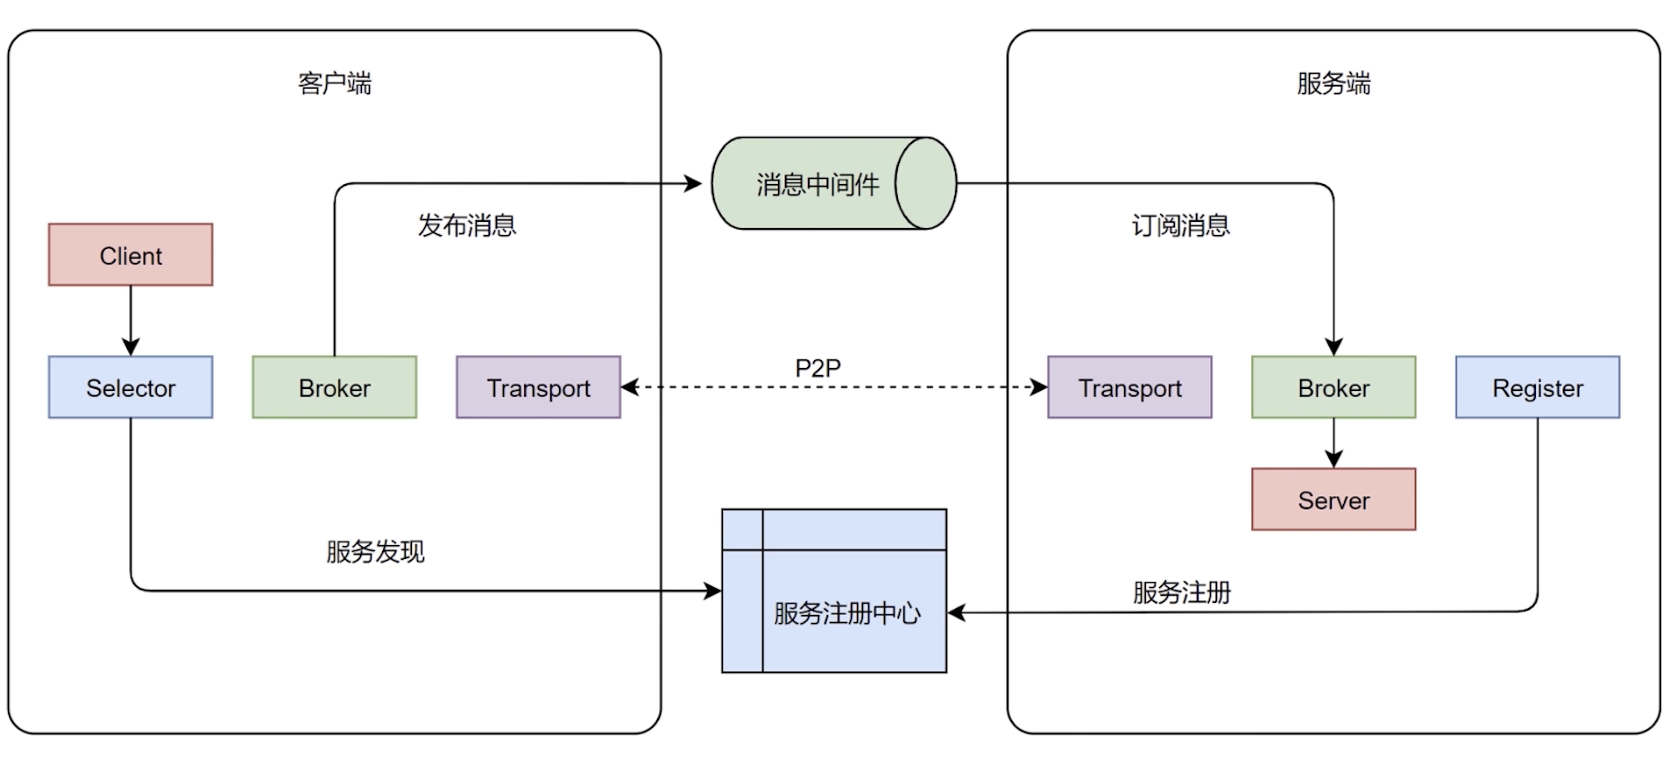 客户端
服务端
消息中间件
发布消息
订阅消息
Client
P2P
Selector
Broker
Transport
Transport
Broker
Register
Server
服务发现
服务注册
服务注册中心